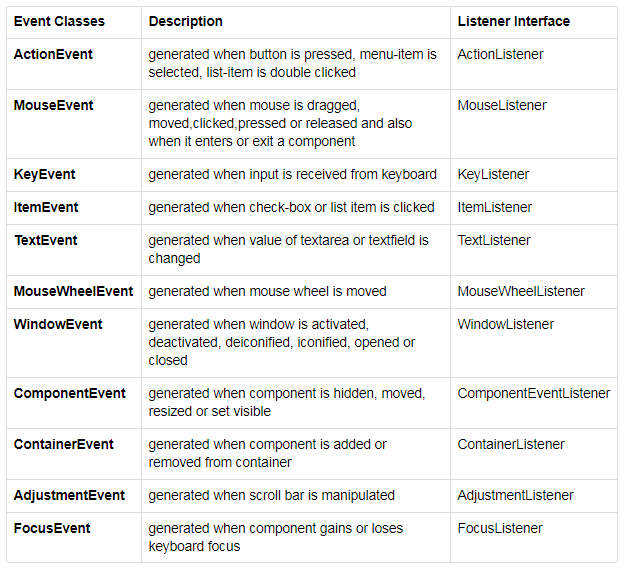 Event Classes Description Listener Interface
ActionEvent generated when button is pressed, menu-item is ActionListener
selected, list-item is double clicked
MouseEvent generated when mouse is dragged, MouseListener
moved,clicked,pressed or released and also
when it enters or exit a component
KeyEvent generated when input is received from keyboard KeyListener
ItemEvent generated when check-box or list item is clicked ItemListener
TextEvent generated when value of textarea or textfield is TextListener
changed
MouseWheelEvent generated when mouse wheel is moved MouseWheelListener
WindowEvent generated when window is activated, WindowListener
deactivated, deiconified, iconified, opened or
closed
ComponentEvent generated when component is hidden, moved, ComponentEventListener
resized or set visible
ContainerEvent generated when component is added or ContainerListener
removed from container
AdjustmentEvent generated when scroll bar is manipulated AdjustmentListener
FocusEvent generated when component gains or loses FocusListener
keyboard focus